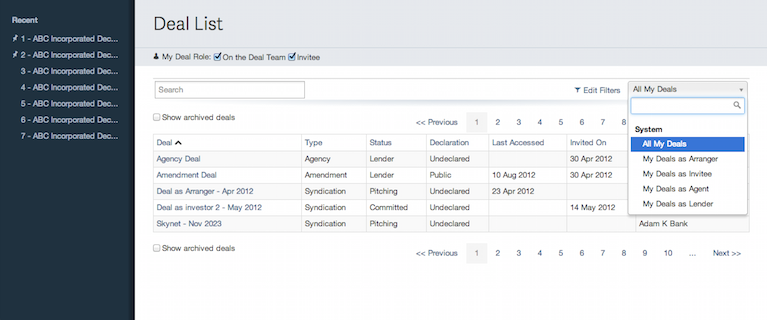 Recent
1 - ABC Incorporated Dec...
2 - ABC Incorporated Dec...
3 - ABC Incorporated Dec...
4 - ABC Incorporated Dec...
5 - ABC Incorporated Dec...
6 - ABC Incorporated Dec...
7 - ABC Incorporated Dec...
Deal List
My Deal Role: On the Deal Team Invitee
Search Edit Filters All My Deals
Show archived deals
<< Previous 1 2 3 4 5 6 7 8
System
All My Deals
My Deals as Arranger
My Deals as Invitee
My Deals as Agent
My Deals as Lender
Deal Type Status Declaration Last Accessed Invited On
Agency Deal Agency Lender Undeclared 30 Apr 2012
Amendment Deal Amendment Lender Public 10 Aug 2012 30 Apr 2012
Deal as Arranger - Apr 2012 Syndication Pitching Undeclared 23 Apr 2012
Deal as investor 2 - May 2012 Syndication Committed Undeclared 14 May 2012
Skynet - Nov 2023 Syndication Pitching Undeclared Adam K Bank
Show archived deals
<< Previous 1 2 3 4 5 6 7 8 9 10 ... Next >>